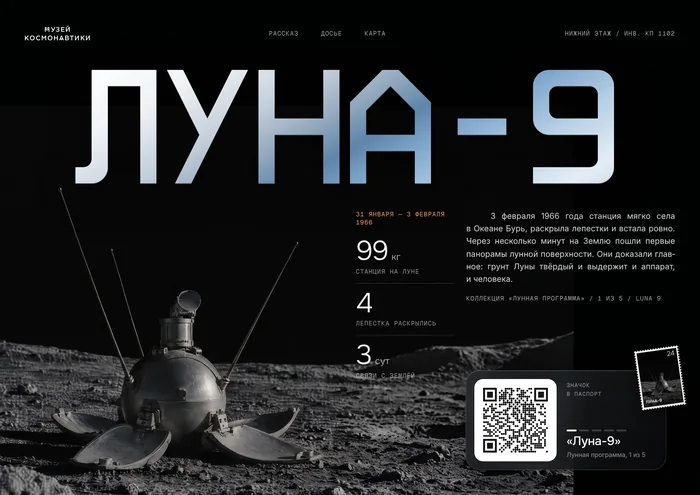 МУЗЕЙ
КОСМОНАВТИКИ
РАССКАЗ
ДОСЬЕ
КАРТА
НИЖНИЙ ЭТАЖ / ИНВ. КП 1102
ЛУНА-9
31 ЯНВАРЯ — 3 ФЕВРАЛЯ
1966
99 кг
СТАНЦИЯ НА ЛУНЕ
4
ЛЕПЕСТКА РАСКРЫЛИСЬ
3 сут
СВЯЗИ С ЗЕМЛЁЙ
3 февраля 1966 года станция мягко села
в Океане Бурь, раскрыла лепестки и встала ровно.
Через несколько минут на Землю пошли первые
панорамы лунной поверхности. Они доказали глав-
ное: грунт Луны твёрдый и выдержит и аппарат,
и человека.
КОЛЛЕКЦИЯ «ЛУННАЯ ПРОГРАММА» / 1 ИЗ 5 / LUNA 9
ЗНАЧОК
В ПАСПОРТ
«Луна-9»
Лунная программа, 1 из 5
24
ЛУНА-9